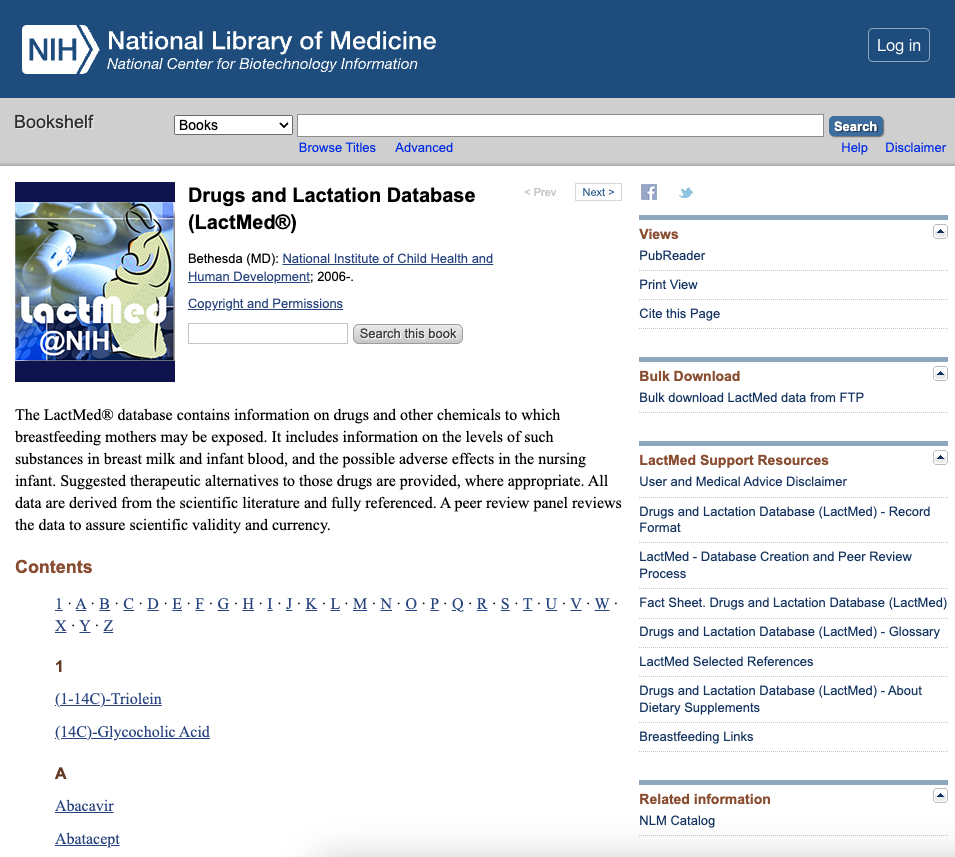 NIH National Library of Medicine
National Center for Biotechnology Information
Log in
Bookshelf
Books
Search
Browse Titles Advanced
Help Disclaimer
LactMed
@NIH
Drugs and Lactation Database
(LactMed®)
< Prev Next >
Bethesda (MD): National Institute of Child Health and
Human Development; 2006-.
Copyright and Permissions
Search this book
The LactMed® database contains information on drugs and other chemicals to which
breastfeeding mothers may be exposed. It includes information on the levels of such
substances in breast milk and infant blood, and the possible adverse effects in the nursing
infant. Suggested therapeutic alternatives to those drugs are provided, where appropriate. All
data are derived from the scientific literature and fully referenced. A peer review panel reviews
the data to assure scientific validity and currency.
Contents
1 · A · B · C · D · E · F · G · H · I · J · K · L · M · N · O · P · Q · R · S · T · U · V · W ·
X · Y · Z
1
(1-14C)-Triolein
(14C)-Glycocholic Acid
A
Abacavir
Abatacept
Views
PubReader
Print View
Cite this Page
Bulk Download
Bulk download LactMed data from FTP
LactMed Support Resources
User and Medical Advice Disclaimer
Drugs and Lactation Database (LactMed) - Record
Format
LactMed - Database Creation and Peer Review
Process
Fact Sheet. Drugs and Lactation Database (LactMed)
Drugs and Lactation Database (LactMed) - Glossary
LactMed Selected References
Drugs and Lactation Database (LactMed) - About
Dietary Supplements
Breastfeeding Links
Related information
NLM Catalog